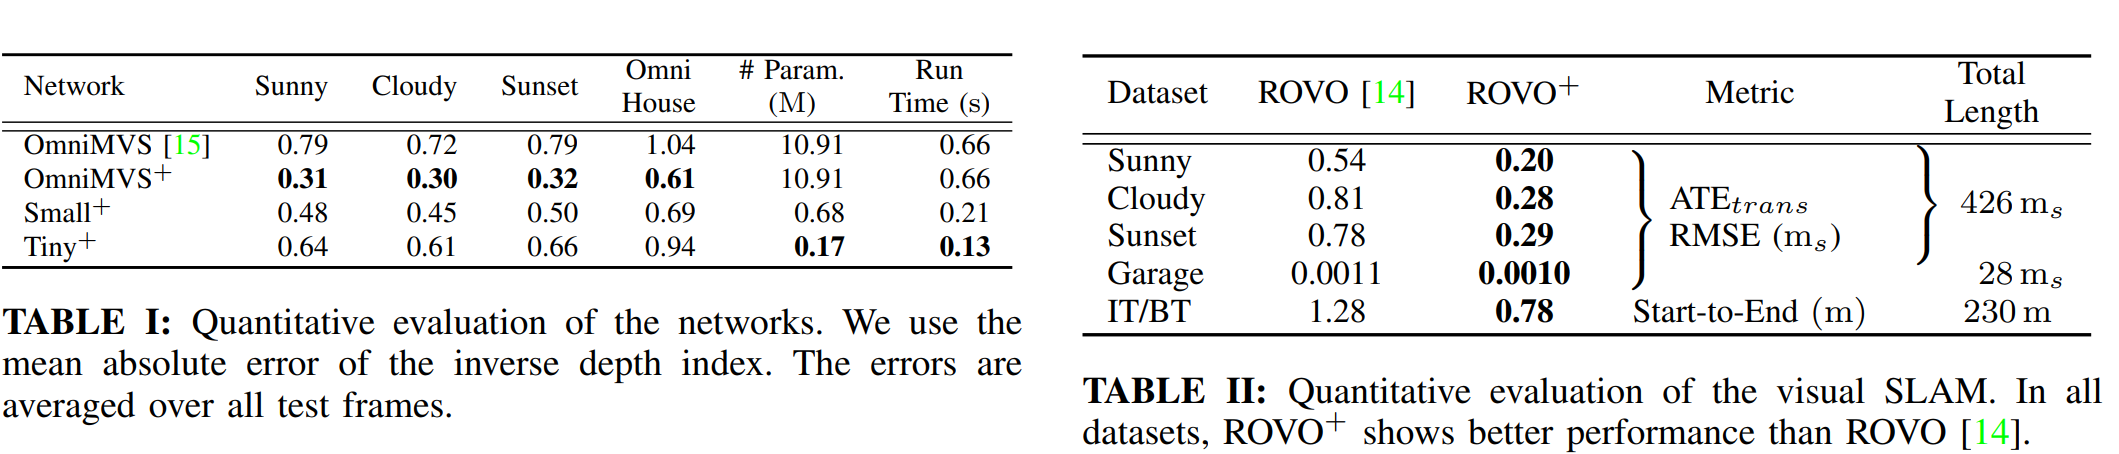 Network Sunny Cloudy Sunset Omni House # Param. (M) Run Time (s)
OmniMVS [15] 0.79 0.72 0.79 1.04 10.91 0.66
OmniMVS+ 0.31 0.30 0.32 0.61 10.91 0.66
Small+ 0.48 0.45 0.50 0.69 0.68 0.21
Tiny+ 0.64 0.61 0.66 0.94 0.17 0.13
TABLE I: Quantitative evaluation of the networks. We use the
mean absolute error of the inverse depth index. The errors are
averaged over all test frames.
Dataset ROVO [14] ROVO+ Metric Total Length
Sunny 0.54 0.20
Cloudy 0.81 0.28 ATEtrans 426 ms
Sunset 0.78 0.29 RMSE (ms)
Garage 0.0011 0.0010 28 ms
IT/BT 1.28 0.78 Start-to-End (m) 230 m
TABLE II: Quantitative evaluation of the visual SLAM. In all
datasets, ROVO+ shows better performance than ROVO [14].